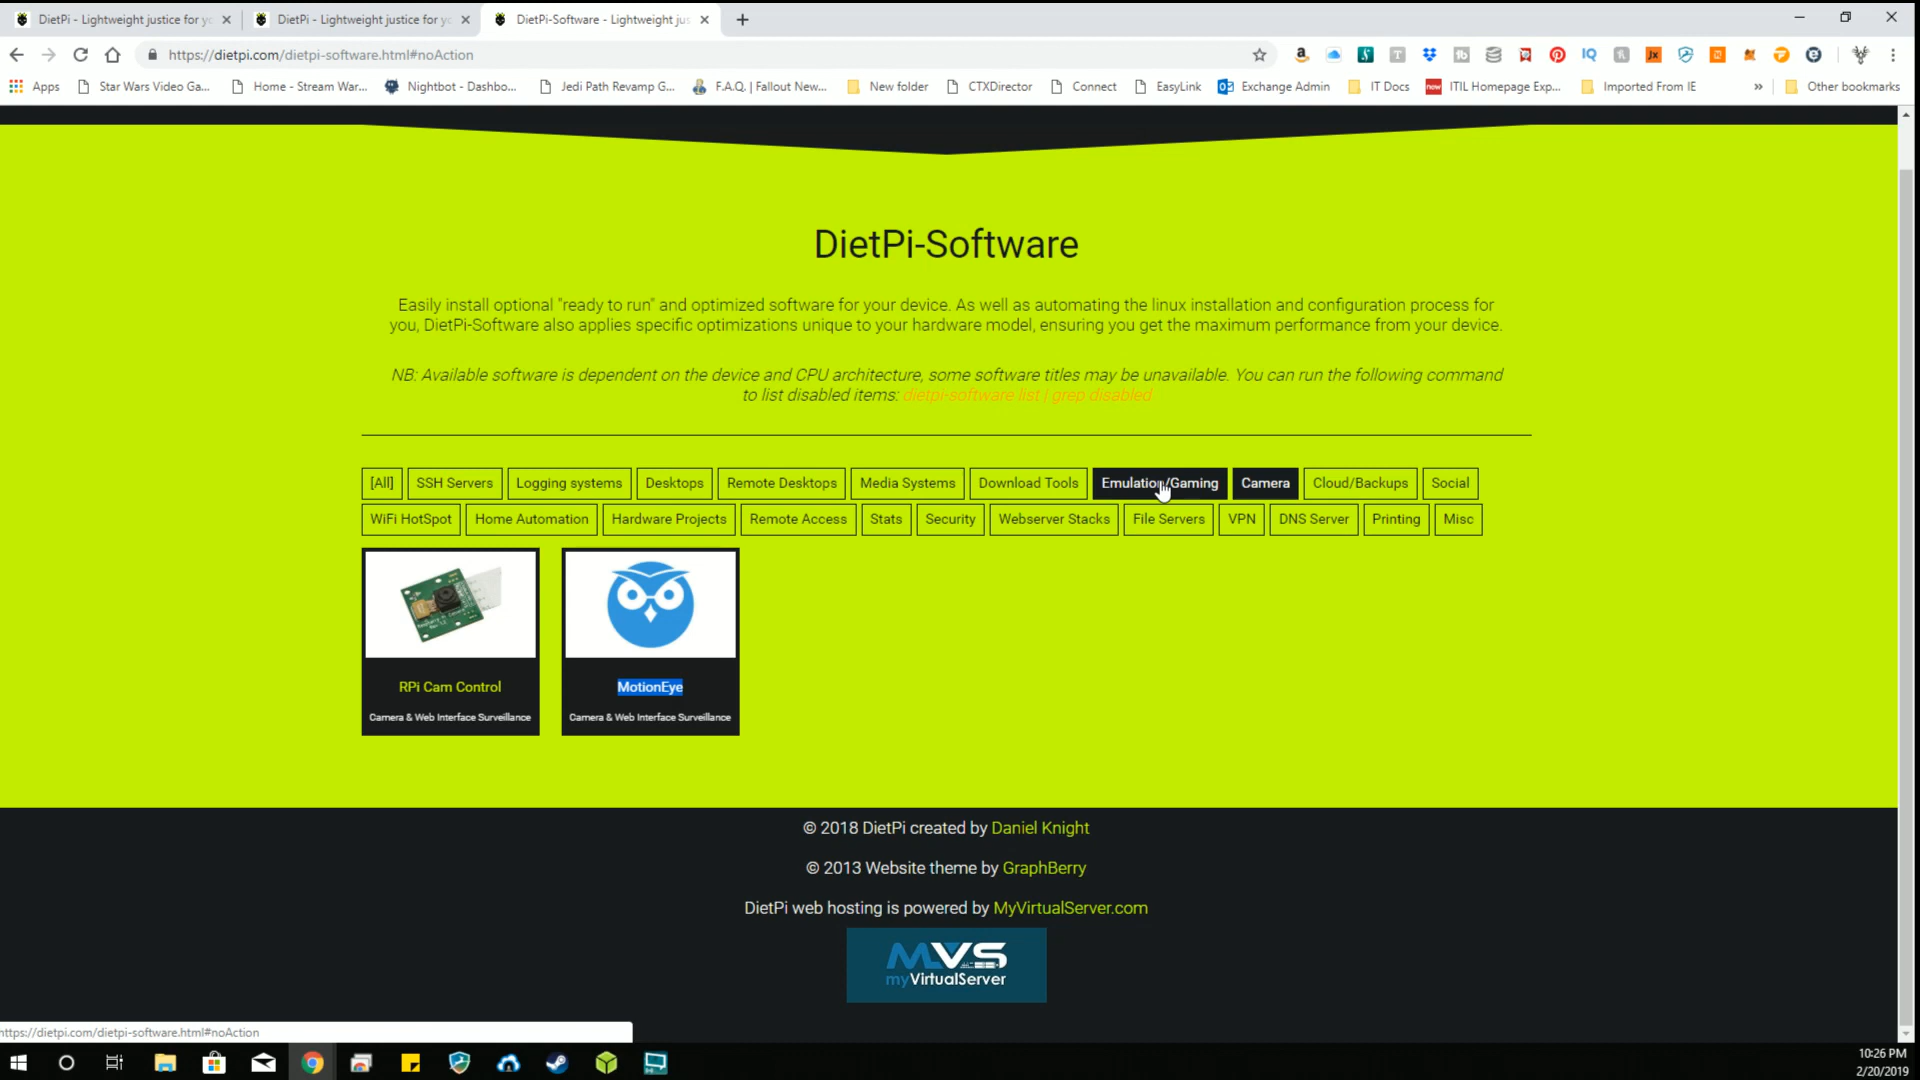 DietPi - Lightweight justice for yo
DietPi - Lightweight justice for yo
DietPi-Software - Lightweight jus
https://dietpi.com/dietpi-software.html#noAction
Apps
Star Wars Video Ga...
Home - Stream War...
Nightbot - Dashbo...
Jedi Path Revamp G...
F.A.Q. | Fallout New...
New folder
CTXDirector
Connect
EasyLink
Exchange Admin
IT Docs
ITIL Homepage Exp...
Imported From IE
»
Other bookmarks
DietPi-Software
Easily install optional "ready to run" and optimized software for your device. As well as automating the linux installation and configuration process for
you, DietPi-Software also applies specific optimizations unique to your hardware model, ensuring you get the maximum performance from your device.
NB: Available software is dependent on the device and CPU architecture, some software titles may be unavailable. You can run the following command
to list disabled items: dietpi-software list | grep disabled
[All] SSH Servers Logging systems Desktops Remote Desktops Media Systems Download Tools Emulation/Gaming Camera Cloud/Backups Social
WiFi HotSpot Home Automation Hardware Projects Remote Access Stats Security Webserver Stacks File Servers VPN DNS Server Printing Misc
RPi Cam Control
Camera & Web Interface Surveillance
MotionEye
Camera & Web Interface Surveillance
© 2018 DietPi created by Daniel Knight
© 2013 Website theme by GraphBerry
DietPi web hosting is powered by MyVirtualServer.com
MVS
myVirtualServer
https://dietpi.com/dietpi-software.html#noAction
10:26 PM
2/20/2019